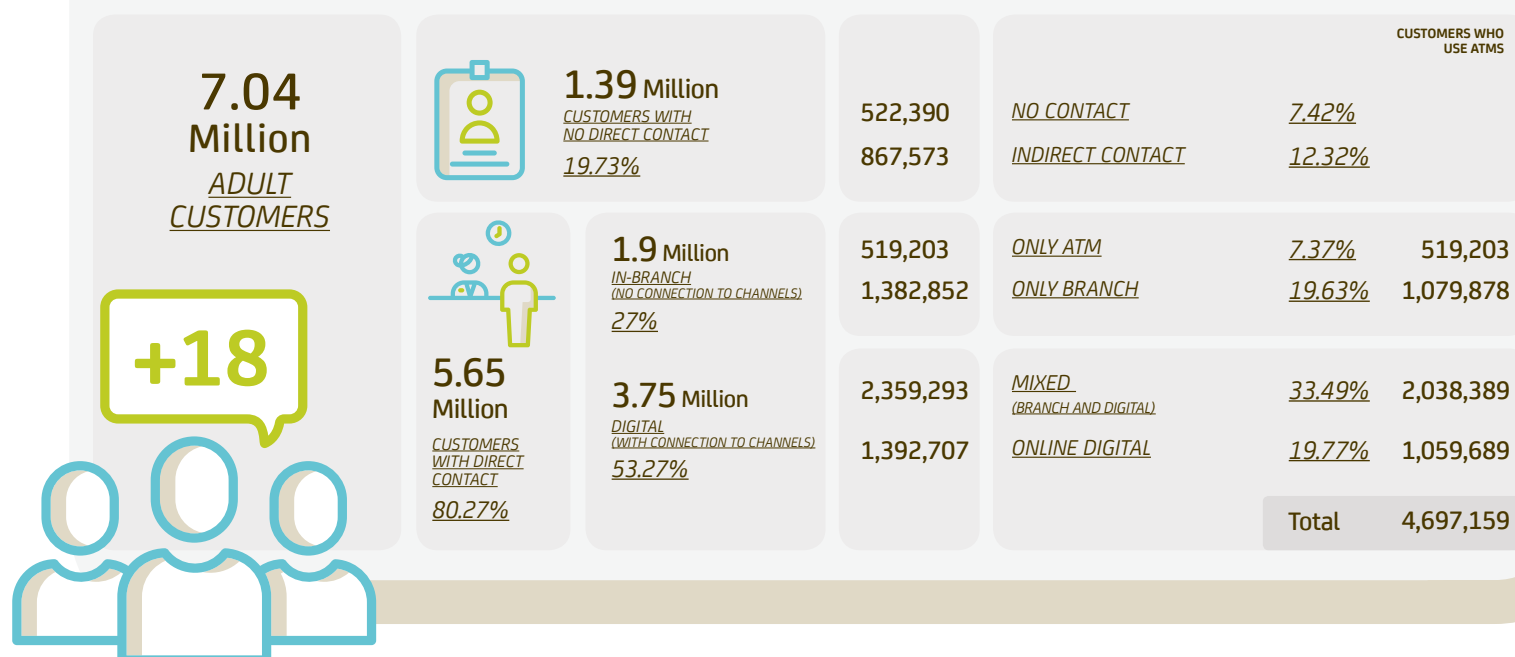 7.04
Million
ADULT
CUSTOMERS
+18
1.39 Million
CUSTOMERS WITH
NO DIRECT CONTACT
19.73%
5.65
Million
CUSTOMERS
WITH DIRECT
CONTACT
80.27%
1.9 Million
IN-BRANCH
(NO CONNECTION TO CHANNELS)
27%
3.75 Million
DIGITAL
(WITH CONNECTION TO CHANNELS)
53.27%
CUSTOMERS WHO
USE ATMS
522,390 NO CONTACT 7.42%
867,573 INDIRECT CONTACT 12.32%
519,203 ONLY ATM 7.37% 519,203
1,382,852 ONLY BRANCH 19.63% 1,079,878
2,359,293 MIXED 33.49% 2,038,389
(BRANCH AND DIGITAL)
1,392,707 ONLINE DIGITAL 19.77% 1,059,689
Total 4,697,159